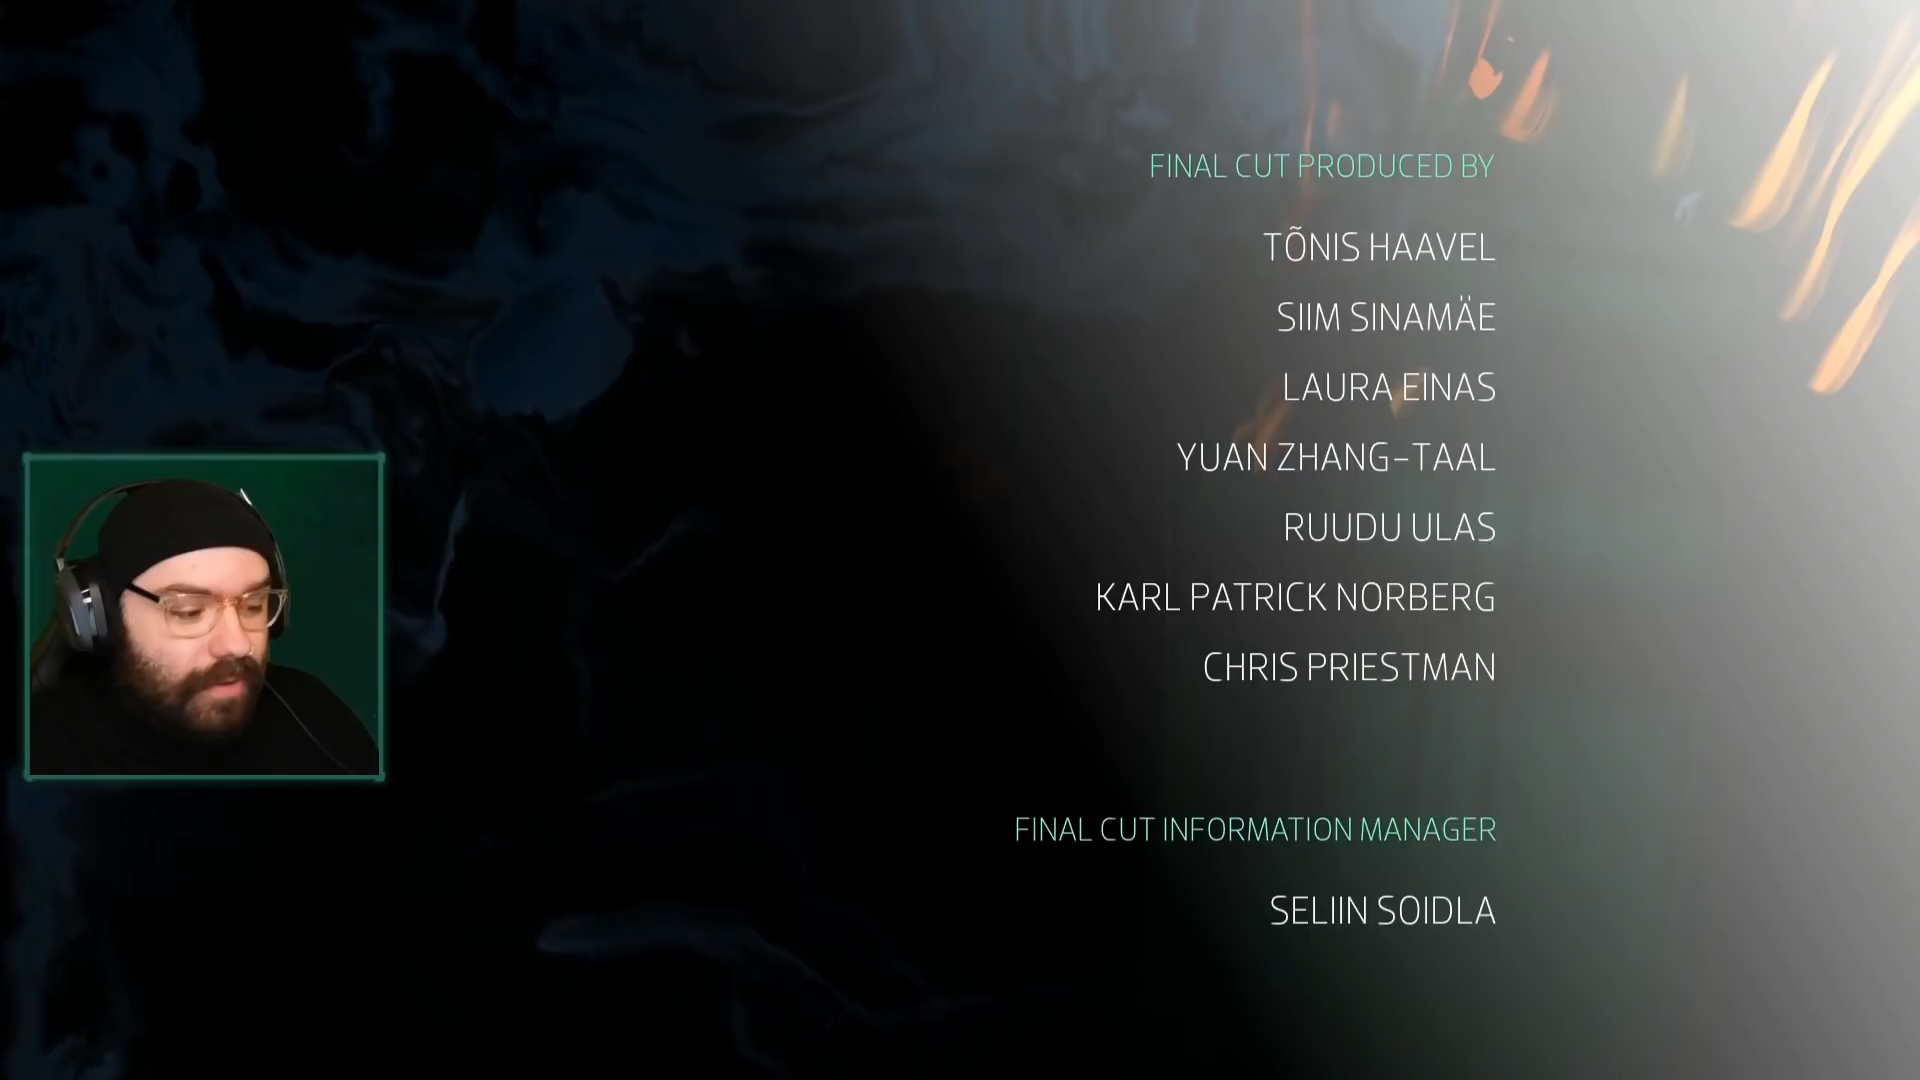 FINAL CUT PRODUCED BY
TÕNIS HAAVEL
SIIM SINAMÄE
LAURA EINAS
YUAN ZHANG-TAAL
RUUDU ULAS
KARL PATRICK NORBERG
CHRIS PRIESTMAN
FINAL CUT INFORMATION MANAGER
SELIIN SOIDLA